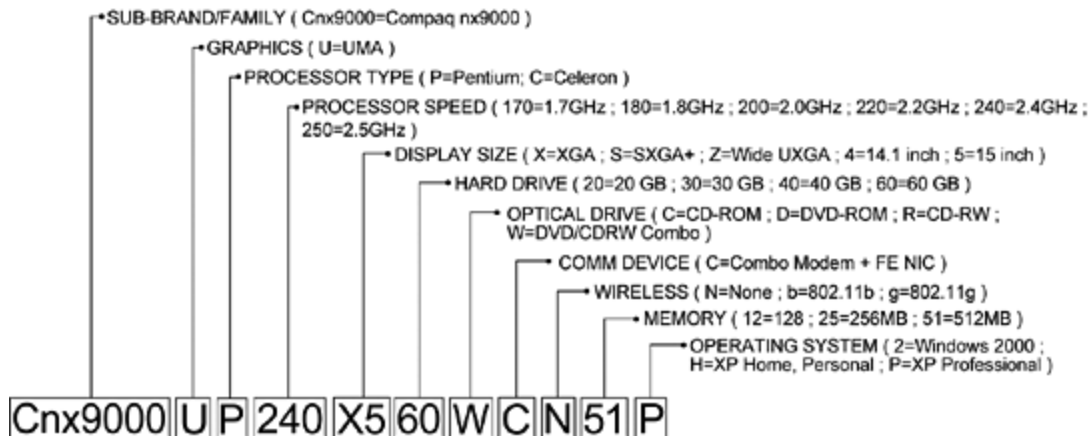 SUB-BRAND/FAMILY ( Cnx9000=Compaq nx9000 )
GRAPHICS ( U=UMA )
PROCESSOR TYPE ( P=Pentium; C=Celeron )
PROCESSOR SPEED ( 170=1.7GHz ; 180=1.8GHz ; 200=2.0GHz ; 220=2.2GHz ; 240=2.4GHz ;
250=2.5GHz )
DISPLAY SIZE ( X=XGA ; S=SXGA+ ; Z=Wide UXGA ; 4=14.1 inch ; 5=15 inch )
HARD DRIVE ( 20=20 GB ; 30=30 GB ; 40=40 GB ; 60=60 GB )
OPTICAL DRIVE ( C=CD-ROM ; D=DVD-ROM ; R=CD-RW ;
W=DVD/CDRW Combo )
COMM DEVICE ( C=Combo Modem + FE NIC )
WIRELESS ( N=None ; b=802.11b ; g=802.11g )
MEMORY ( 12=128 ; 25=256MB ; 51=512MB )
OPERATING SYSTEM ( 2=Windows 2000 ;
H=XP Home, Personal ; P=XP Professional )
Cnx9000 U P 240 X5 60 W C N 51 P